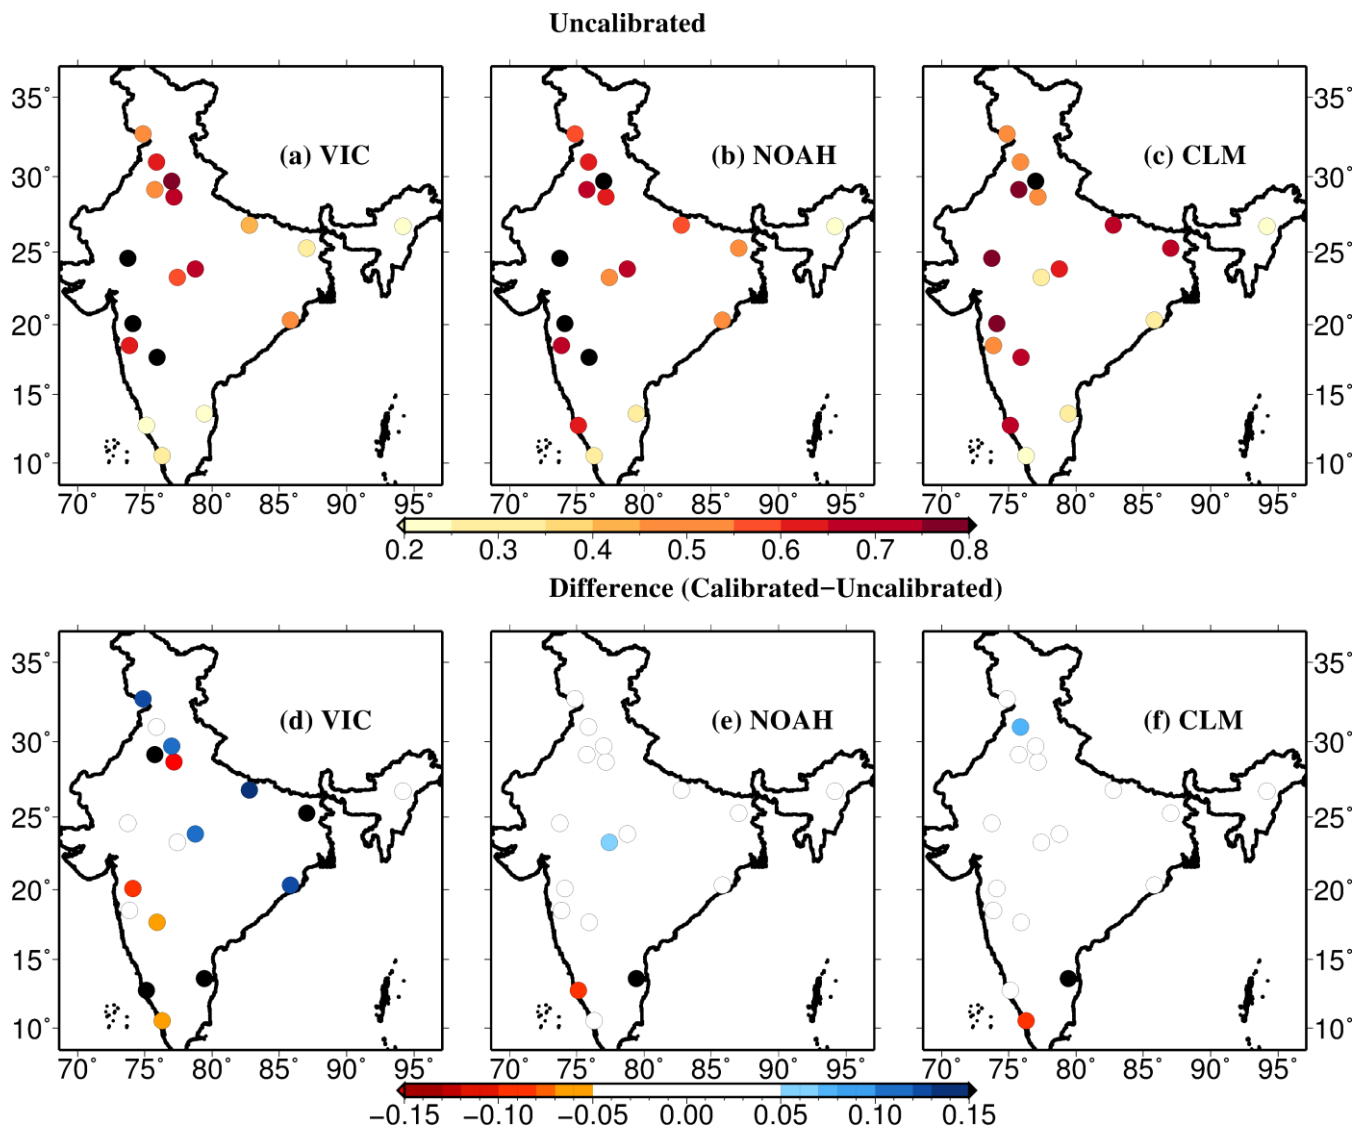 Uncalibrated
(a) VIC
(b) NOAH
(c) CLM
35˚
30˚
25˚
20˚
15˚
10˚
35˚
30˚
25˚
20˚
15˚
10˚
70˚ 75˚ 80˚ 85˚ 90˚ 95˚
70˚ 75˚ 80˚ 85˚ 90˚ 95˚
70˚ 75˚ 80˚ 85˚ 90˚ 95˚
0.2 0.3 0.4 0.5 0.6 0.7 0.8
Difference (Calibrated−Uncalibrated)
(d) VIC
(e) NOAH
(f) CLM
35˚
30˚
25˚
20˚
15˚
10˚
35˚
30˚
25˚
20˚
15˚
10˚
70˚ 75˚ 80˚ 85˚ 90˚ 95˚
70˚ 75˚ 80˚ 85˚ 90˚ 95˚
70˚ 75˚ 80˚ 85˚ 90˚ 95˚
−0.15 −0.10 −0.05 0.00 0.05 0.10 0.15